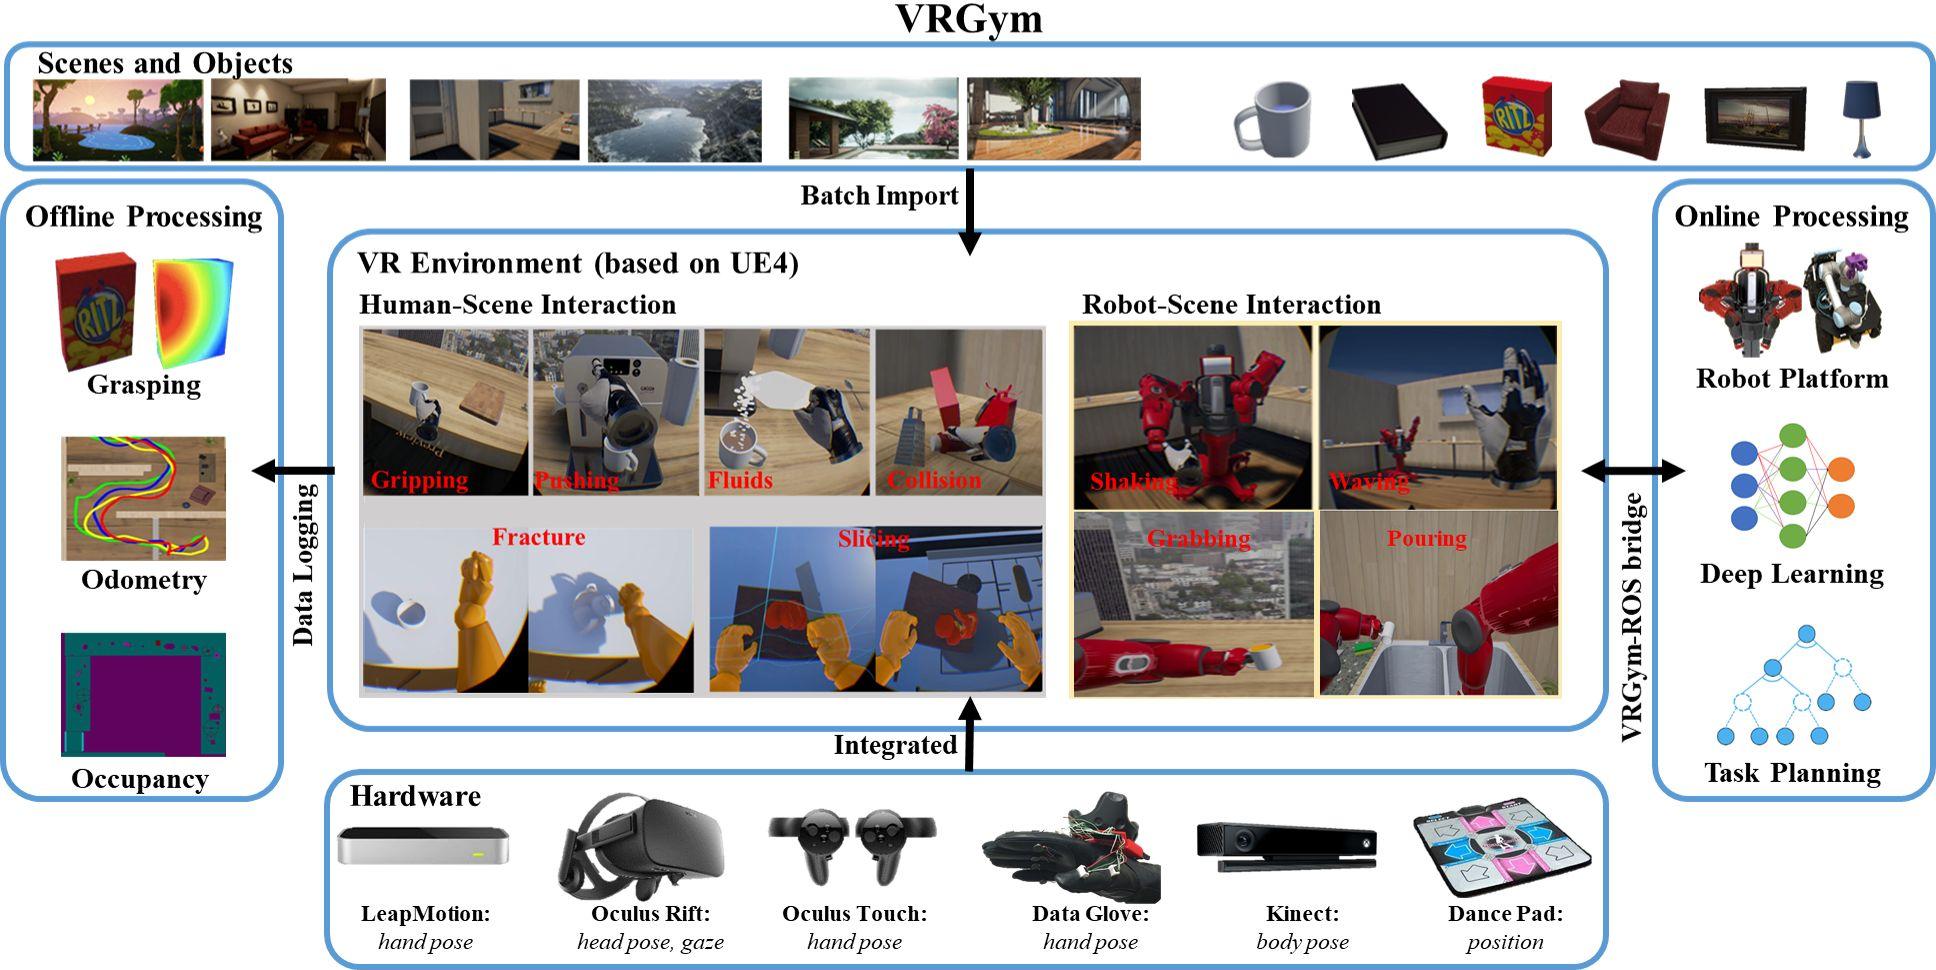 VRGym
Scenes and Objects
RITZ
Batch Import
Offline Processing
RITZ
Grasping
Odometry
Occupancy
Data Logging
VR Environment (based on UE4)
Human-Scene Interaction
Gripping
Pushing
Fluids
Collision
Fracture
Slicing
Robot-Scene Interaction
Shaking
Waving
Grabbing
Pouring
VRGym-ROS bridge
Online Processing
Robot Platform
Deep Learning
Task Planning
Integrated
Hardware
LeapMotion:
hand pose
Oculus Rift:
head pose, gaze
Oculus Touch:
hand pose
Data Glove:
hand pose
Kinect:
body pose
Dance Pad:
position